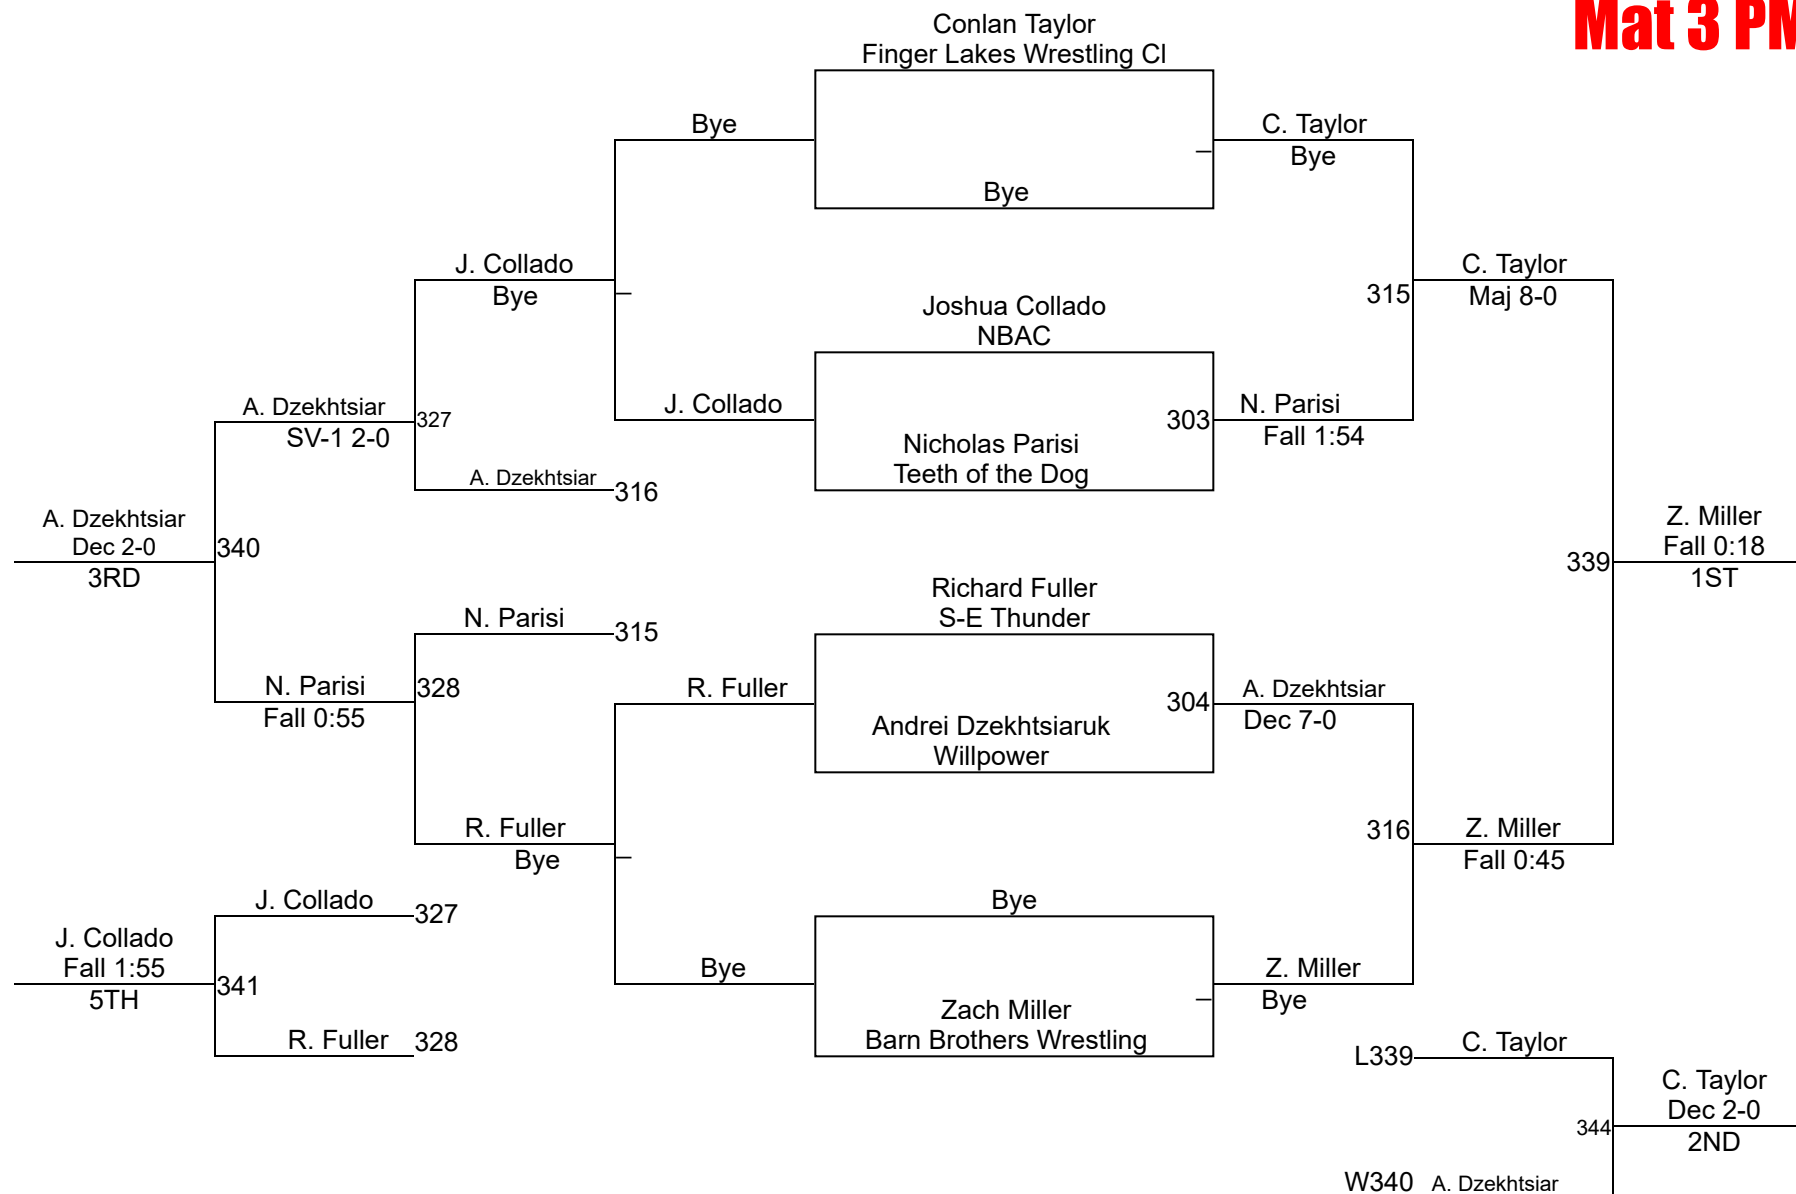 Mat 3 PM
Conlan Taylor
Finger Lakes Wrestling Cl
Bye
C. Taylor
Bye
Bye
J. Collado
Bye
C. Taylor
Maj 8-0
315
Joshua Collado
NBAC
J. Collado
303
N. Parisi
Fall 1:54
Nicholas Parisi
Teeth of the Dog
A. Dzekhtsiar
SV-1 2-0
327
A. Dzekhtsiar
316
A. Dzekhtsiar
Dec 2-0
3RD
340
Z. Miller
Fall 0:18
1ST
339
Richard Fuller
S-E Thunder
N. Parisi
315
N. Parisi
Fall 0:55
328
R. Fuller
304
A. Dzekhtsiar
Dec 7-0
Andrei Dzekhtsiaruk
Willpower
R. Fuller
Bye
316
Z. Miller
Fall 0:45
J. Collado
327
Bye
J. Collado
Fall 1:55
5TH
341
Bye
Z. Miller
Bye
Zach Miller
Barn Brothers Wrestling
R. Fuller
328
L339
C. Taylor
C. Taylor
Dec 2-0
2ND
344
W340
A. Dzekhtsiar